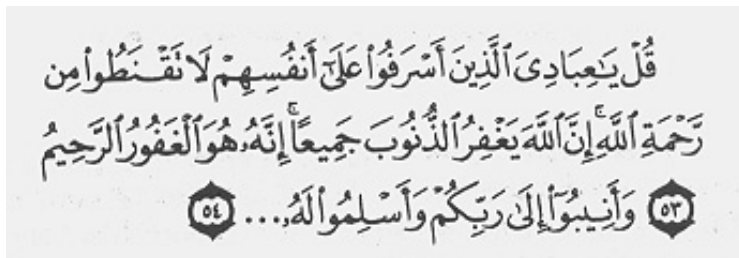 قُلْ يَـٰعِبَادِىَ ٱلَّذِينَ أَسْرَفُوا۟ عَلَىٰٓ أَنفُسِهِمْ لَا تَقْنَطُوا۟ مِن
رَّحْمَةِ ٱللَّهِ ۚ إِنَّ ٱللَّهَ يَغْفِرُ ٱلذُّنُوبَ جَمِيعًا ۚ إِنَّهُۥ هُوَ ٱلْغَفُورُ ٱلرَّحِيمُ
٥٣ وَأَنِيبُوٓا۟ إِلَىٰ رَبِّكُمْ وَأَسْلِمُوا۟ لَهُۥ... ٥٤